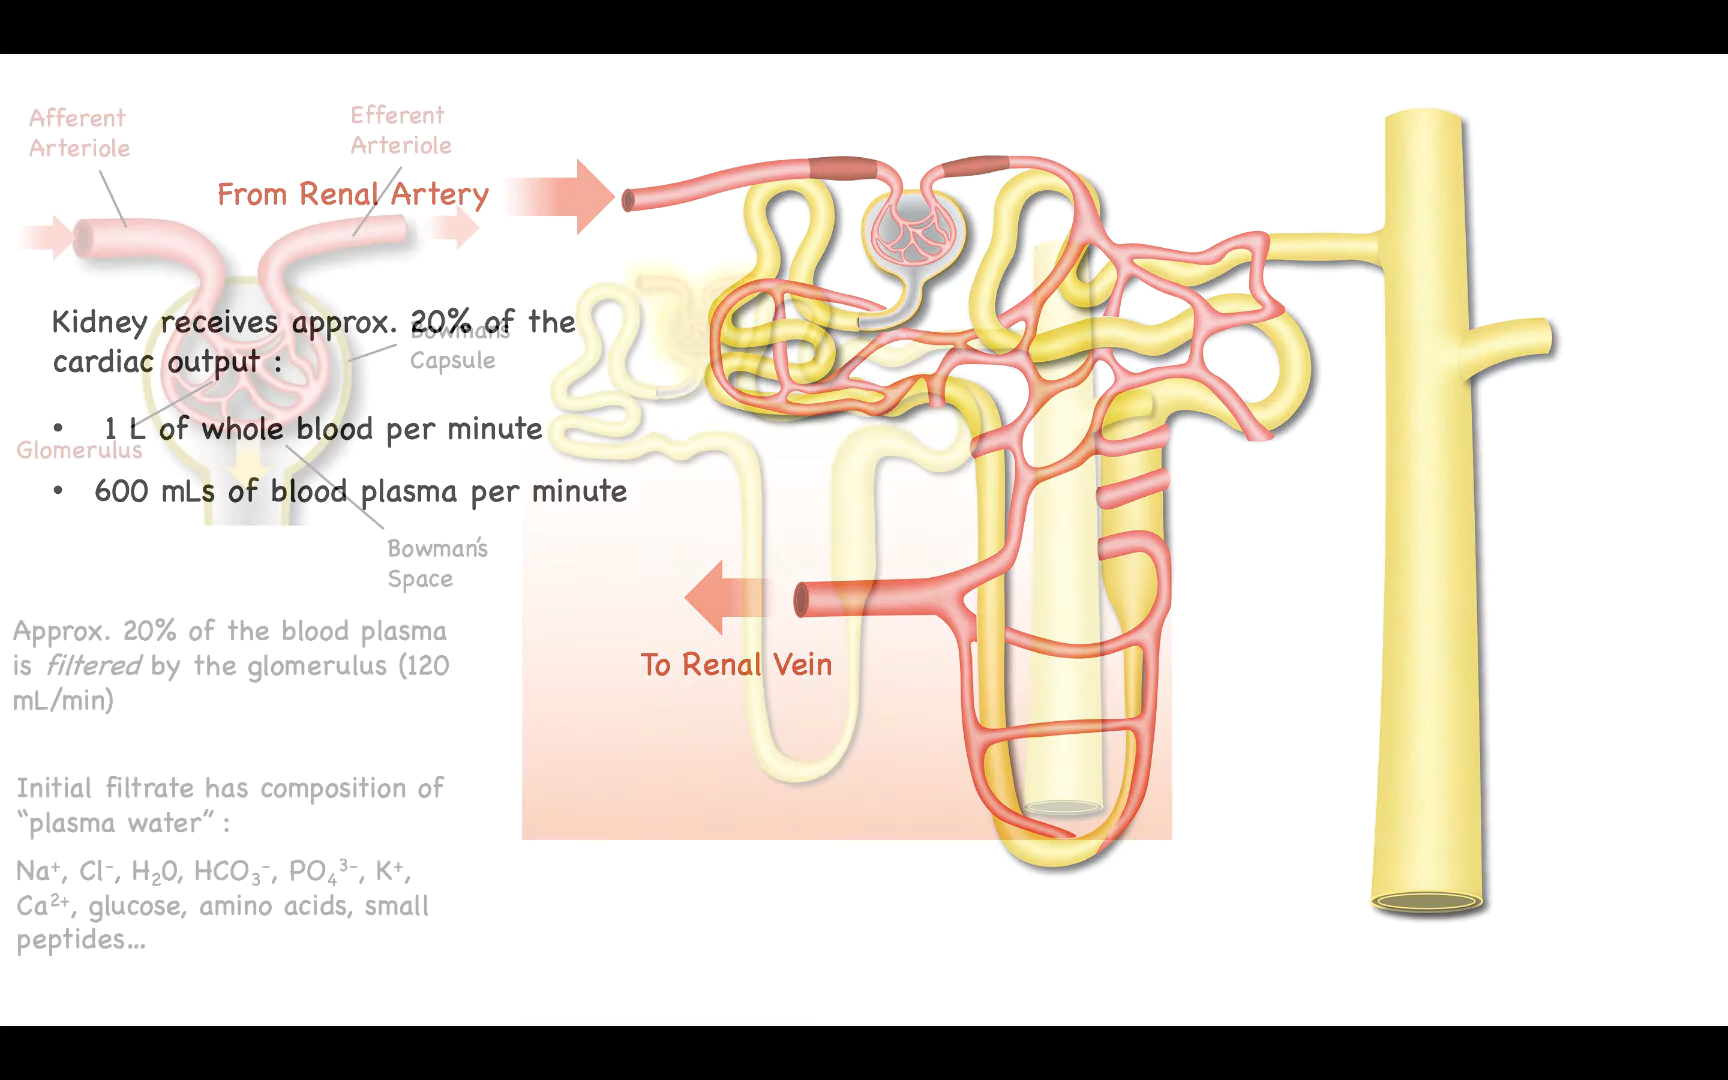 Afferent
Arteriole
Efferent
Arteriole
From Renal Artery
Kidney receives approx. 20% of the
cardiac output :
Bowman's
Capsule
• 1 L of whole blood per minute
Glomerulus
• 600 mLs of blood plasma per minute
Bowman's
Space
To Renal Vein
Approx. 20% of the blood plasma
is filtered by the glomerulus (120
mL/min)
Initial filtrate has composition of
“plasma water” :
Na⁺, Cl⁻, H₂0, HCO₃⁻, PO₄³⁻, K⁺,
Ca²⁺, glucose, amino acids, small
peptides...